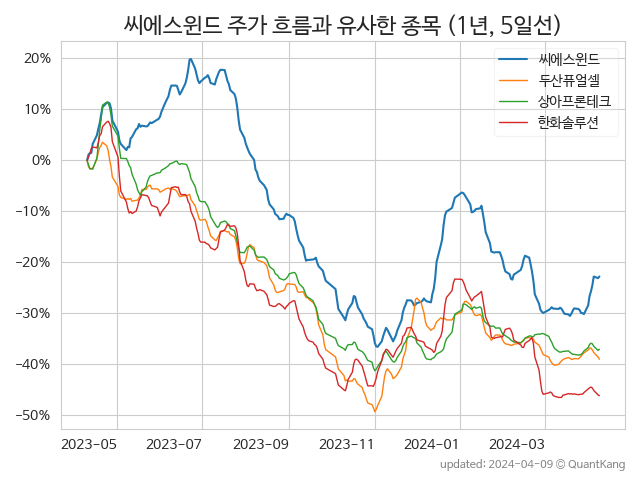 씨에스윈드 주가 흐름과 유사한 종목 (1년, 5일선)
씨에스윈드
두산퓨얼셀
상아프론테크
한화솔루션
20%
10%
0%
−10%
−20%
−30%
−40%
−50%
2023-05 2023-07 2023-09 2023-11 2024-01 2024-03
updated: 2024-04-09 © QuantKang